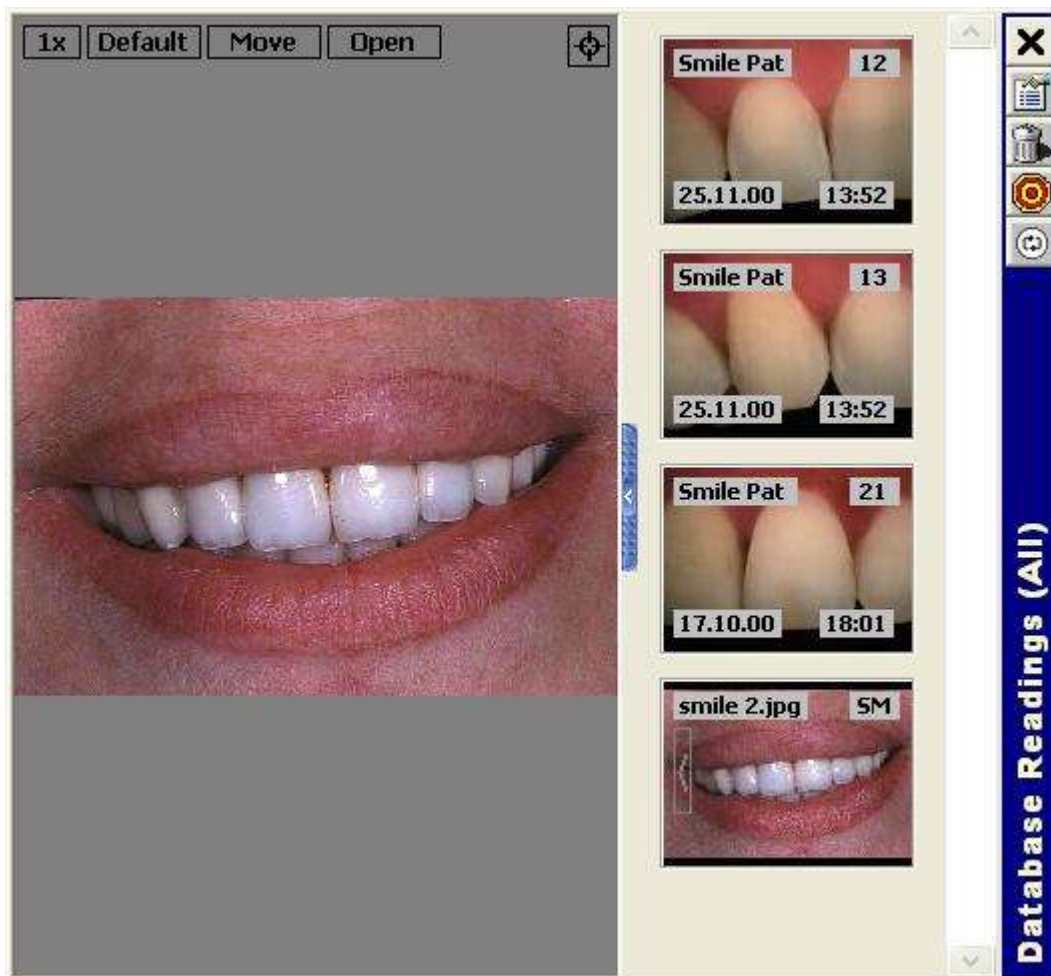 1x Default Move Open
Smile Pat 12
25.11.00 13:52
Smile Pat 13
25.11.00 13:52
Smile Pat 21
17.10.00 18:01
smile 2.jpg SM
Database Readings (All)